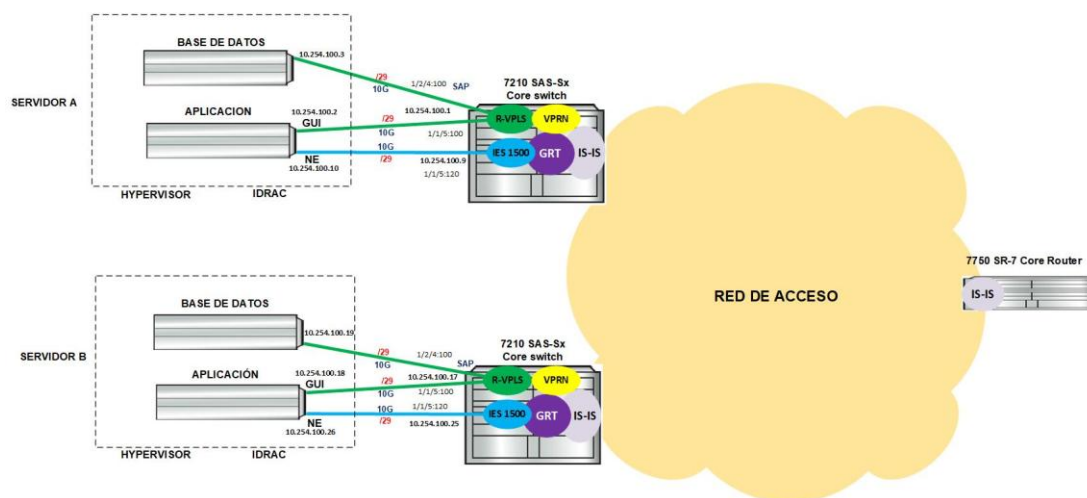 BASE DE DATOS
10.254.100.3
/29
10G
1/2/4:100
SAP
7210 SAS-Sx
Core switch
SERVIDOR A
APLICACION
10.254.100.2
GUI
/29
10G
10.254.100.1
1/1/5:100
R-VPLS
VPRN
10G
/29
NE
10.254.100.10
10.254.100.9
1/1/5:120
IES 1500
GRT
IS-IS
HYPERVISOR
IDRAC
7750 SR-7 Core Router
IS-IS
RED DE ACCESO
BASE DE DATOS
10.254.100.19
/29
10G
1/2/4:100
SAP
7210 SAS-Sx
Core switch
SERVIDOR B
APLICACIÓN
10.254.100.18
GUI
/29
10G
10.254.100.17
1/1/5:100
R-VPLS
VPRN
10G
1/1/5:120
/29
NE
10.254.100.26
10.254.100.25
IES 1500
GRT
IS-IS
HYPERVISOR
IDRAC